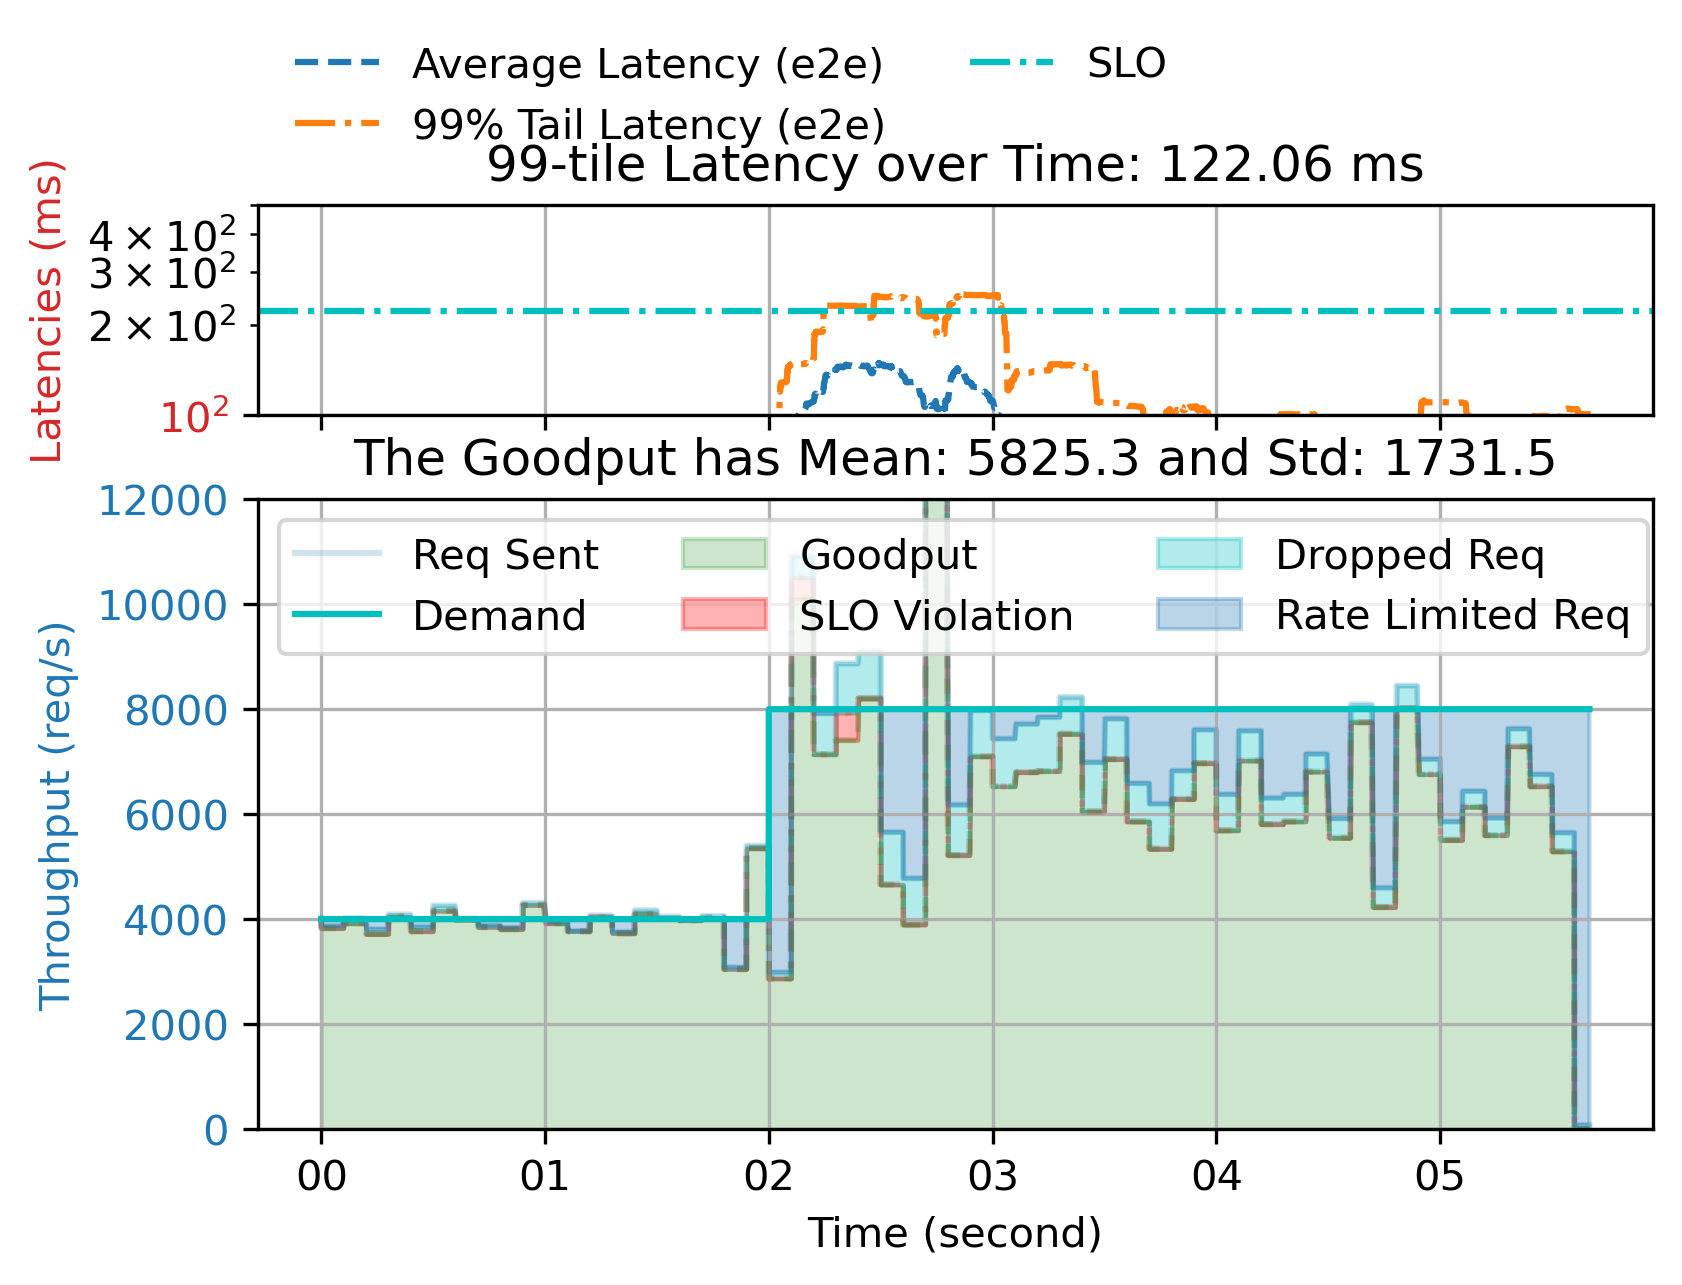 Average Latency (e2e)
SLO
99% Tail Latency (e2e)
99-tile Latency over Time: 122.06 ms
Latencies (ms)
4 × 10²
3 × 10²
2 × 10²
10²
The Goodput has Mean: 5825.3 and Std: 1731.5
Throughput (req/s)
12000
10000
8000
6000
4000
2000
0
Req Sent
Goodput
Dropped Req
Demand
SLO Violation
Rate Limited Req
00 01 02 03 04 05
Time (second)